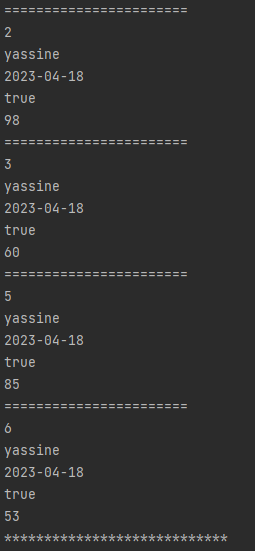 =======================
2
yassine
2023-04-18
true
98
=======================
3
yassine
2023-04-18
true
60
=======================
5
yassine
2023-04-18
true
85
=======================
6
yassine
2023-04-18
true
53
****************************